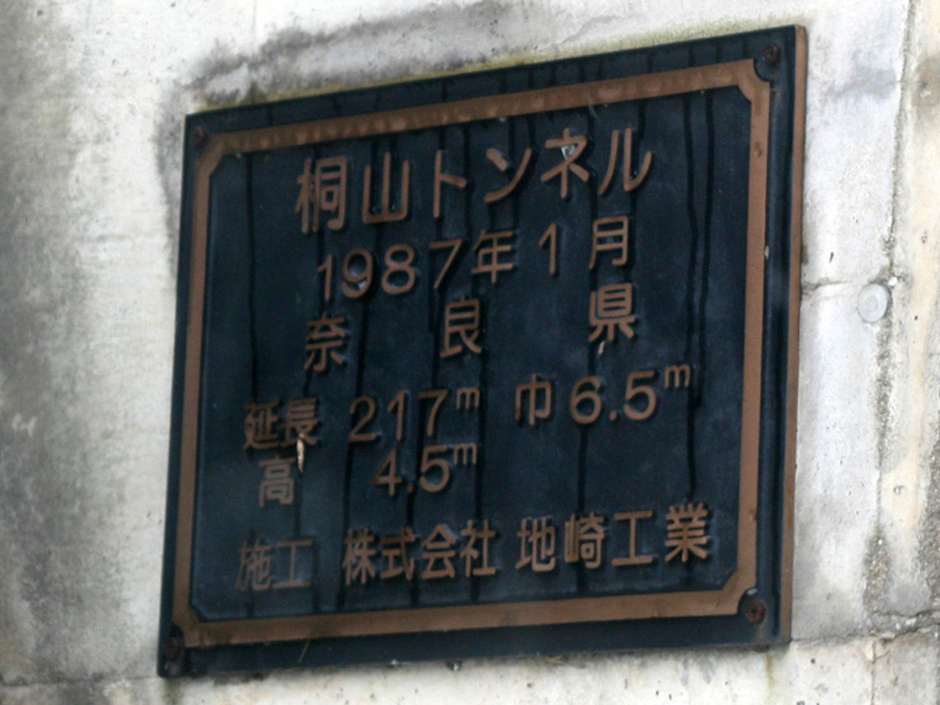 桐山トンネル
1987年1月
奈良県
延長 217m 巾6.5m
高 4.5m
施工 株式会社 地崎工業